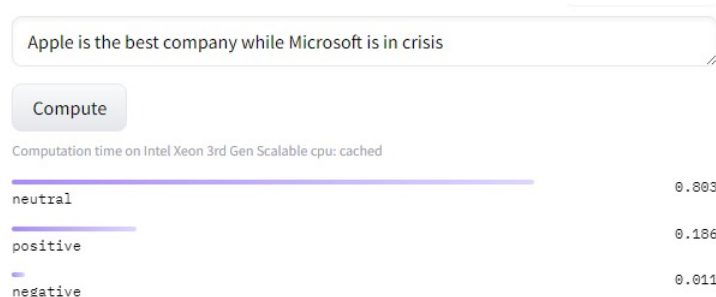 Apple is the best company while Microsoft is in crisis
Compute
Computation time on Intel Xeon 3rd Gen Scalable cpu: cached
0.803
neutral
0.186
positive
0.011
negative